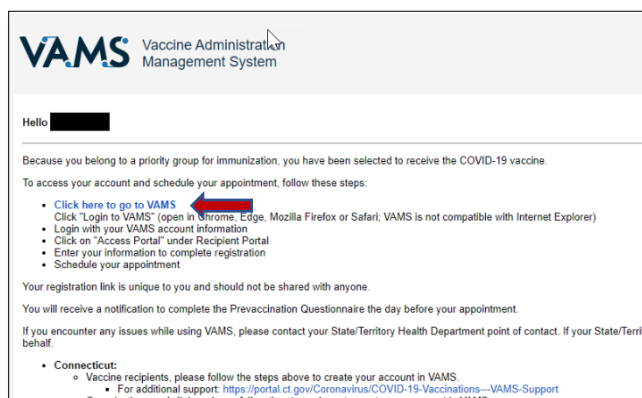 VAMS Vaccine Administration
Management System
Hello
Because you belong to a priority group for immunization, you have been selected to receive the COVID-19 vaccine.
To access your account and schedule your appointment, follow these steps:
• Click here to go to VAMS
Click "Login to VAMS" (open in Chrome, Edge, Mozilla Firefox or Safari; VAMS is not compatible with Internet Explorer)
• Login with your VAMS account information
• Click on "Access Portal" under Recipient Portal
• Enter your information to complete registration
• Schedule your appointment
Your registration link is unique to you and should not be shared with anyone.
You will receive a notification to complete the Prevaccination Questionnaire the day before your appointment.
If you encounter any issues while using VAMS, please contact your State/Territory Health Department point of contact. If your State/Territ
behalf.
• Connecticut:
o Vaccine recipients, please follow the steps above to create your account in VAMS.
▪ For additional support: https://portal.ct.gov/Coronavirus/COVID-19-Vaccinations---VAMS-Support